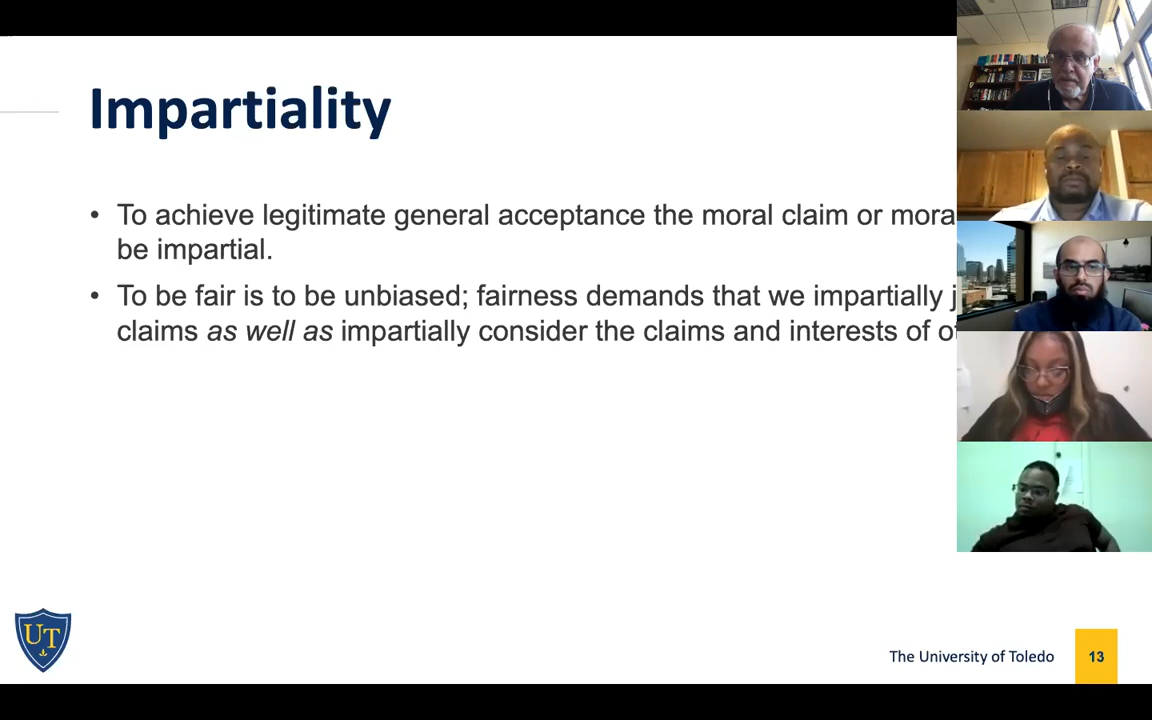 Impartiality
• To achieve legitimate general acceptance the moral claim or mora
be impartial.
• To be fair is to be unbiased; fairness demands that we impartially j
claims as well as impartially consider the claims and interests of o
UT
The University of Toledo
13